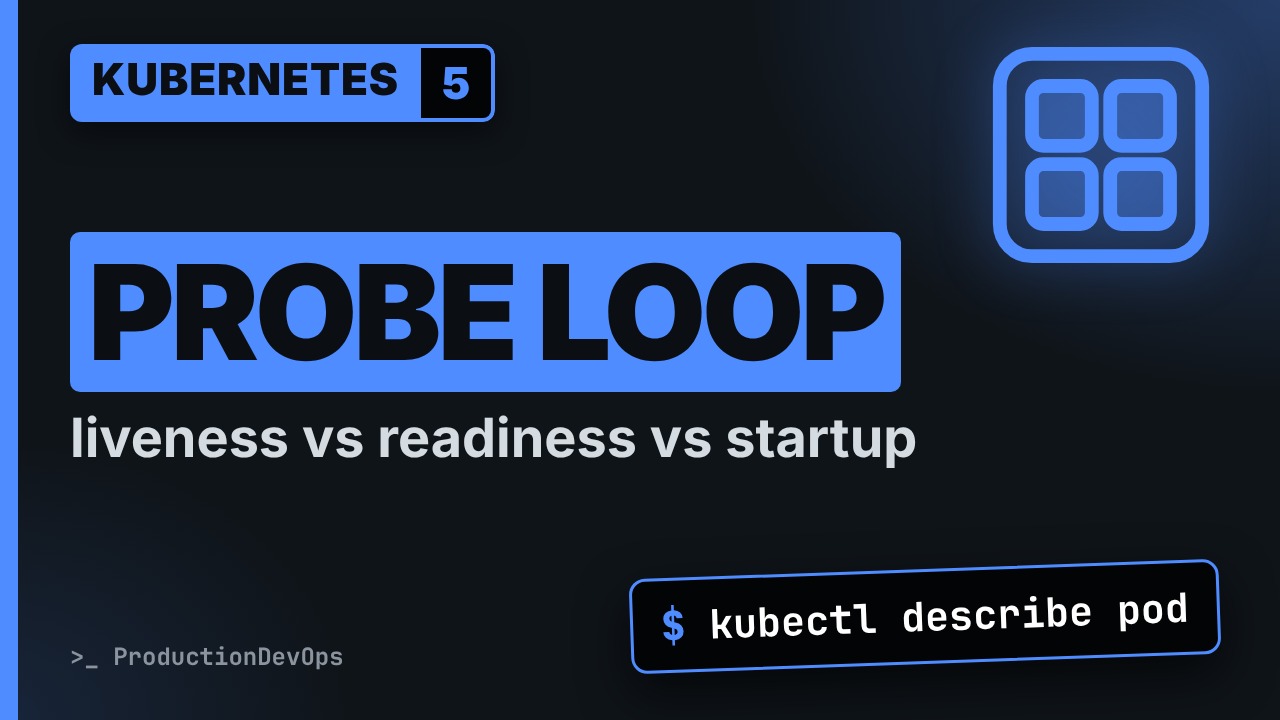 KUBERNETES 5
PROBE LOOP
liveness vs readiness vs startup
$ kubectl describe pod
>_ ProductionDevOps